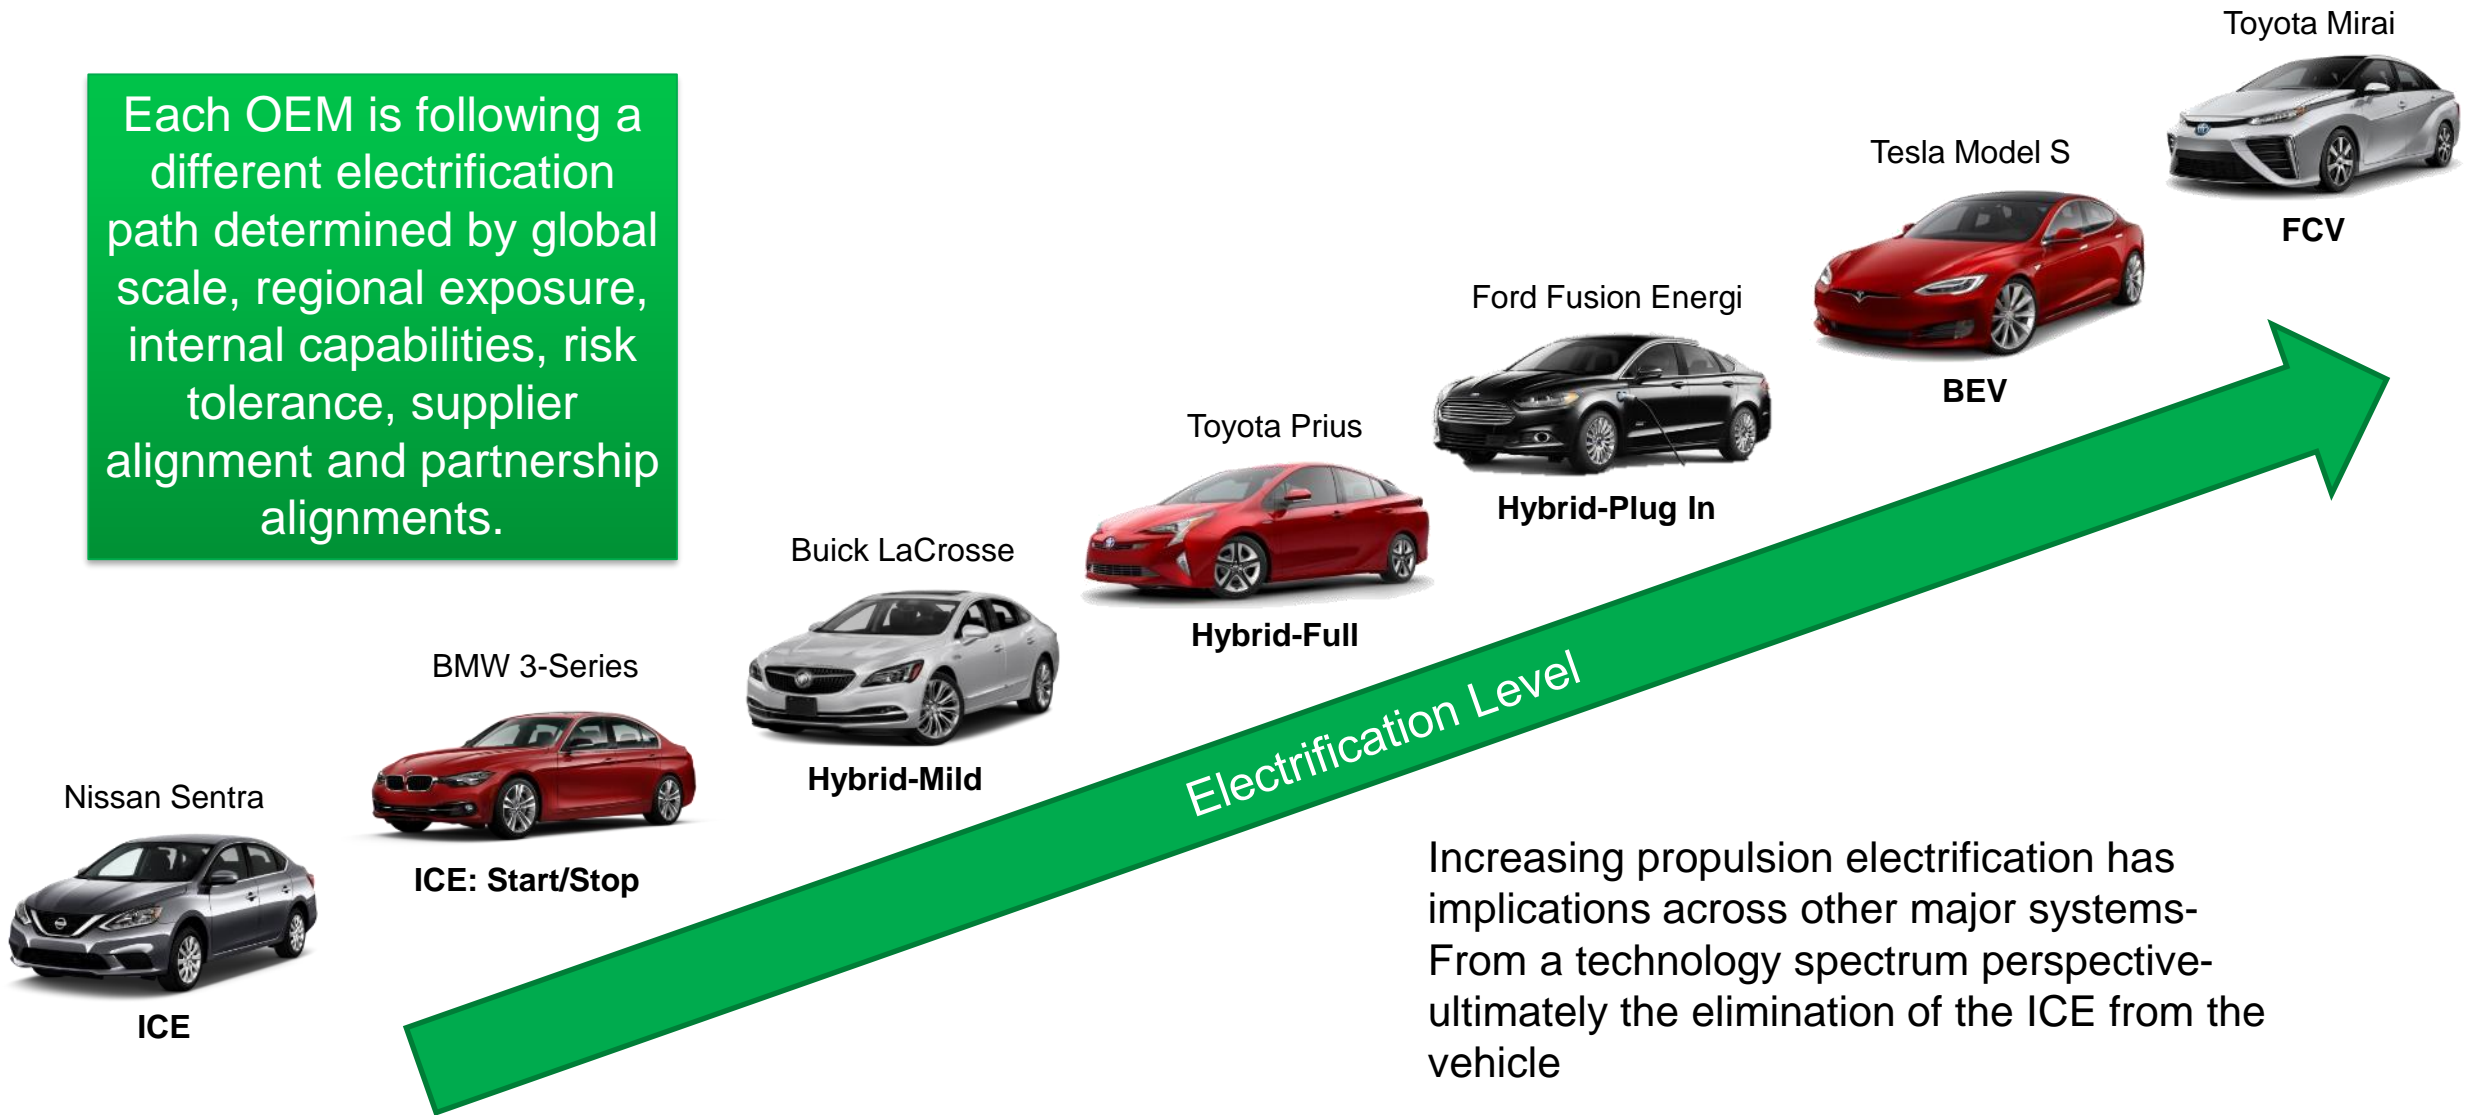 Each OEM is following a
different electrification
path determined by global
scale, regional exposure,
internal capabilities, risk
tolerance, supplier
alignment and partnership
alignments.
Nissan Sentra
ICE
BMW 3-Series
ICE: Start/Stop
Buick LaCrosse
Hybrid-Mild
Toyota Prius
Hybrid-Full
Ford Fusion Energi
Hybrid-Plug In
Tesla Model S
BEV
Toyota Mirai
FCV
Electrification Level
Increasing propulsion electrification has
implications across other major systems-
From a technology spectrum perspective-
ultimately the elimination of the ICE from the
vehicle